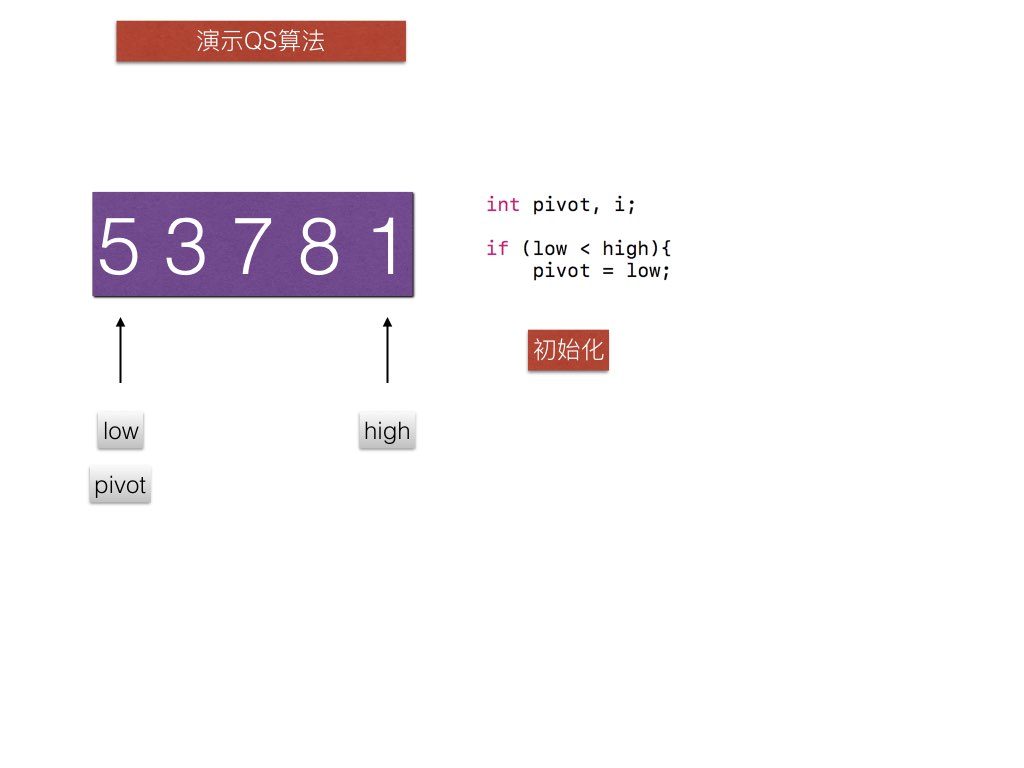 演示QS算法
5 3 7 8 1
int pivot, i;
if (low < high){
    pivot = low;
初始化
low
high
pivot